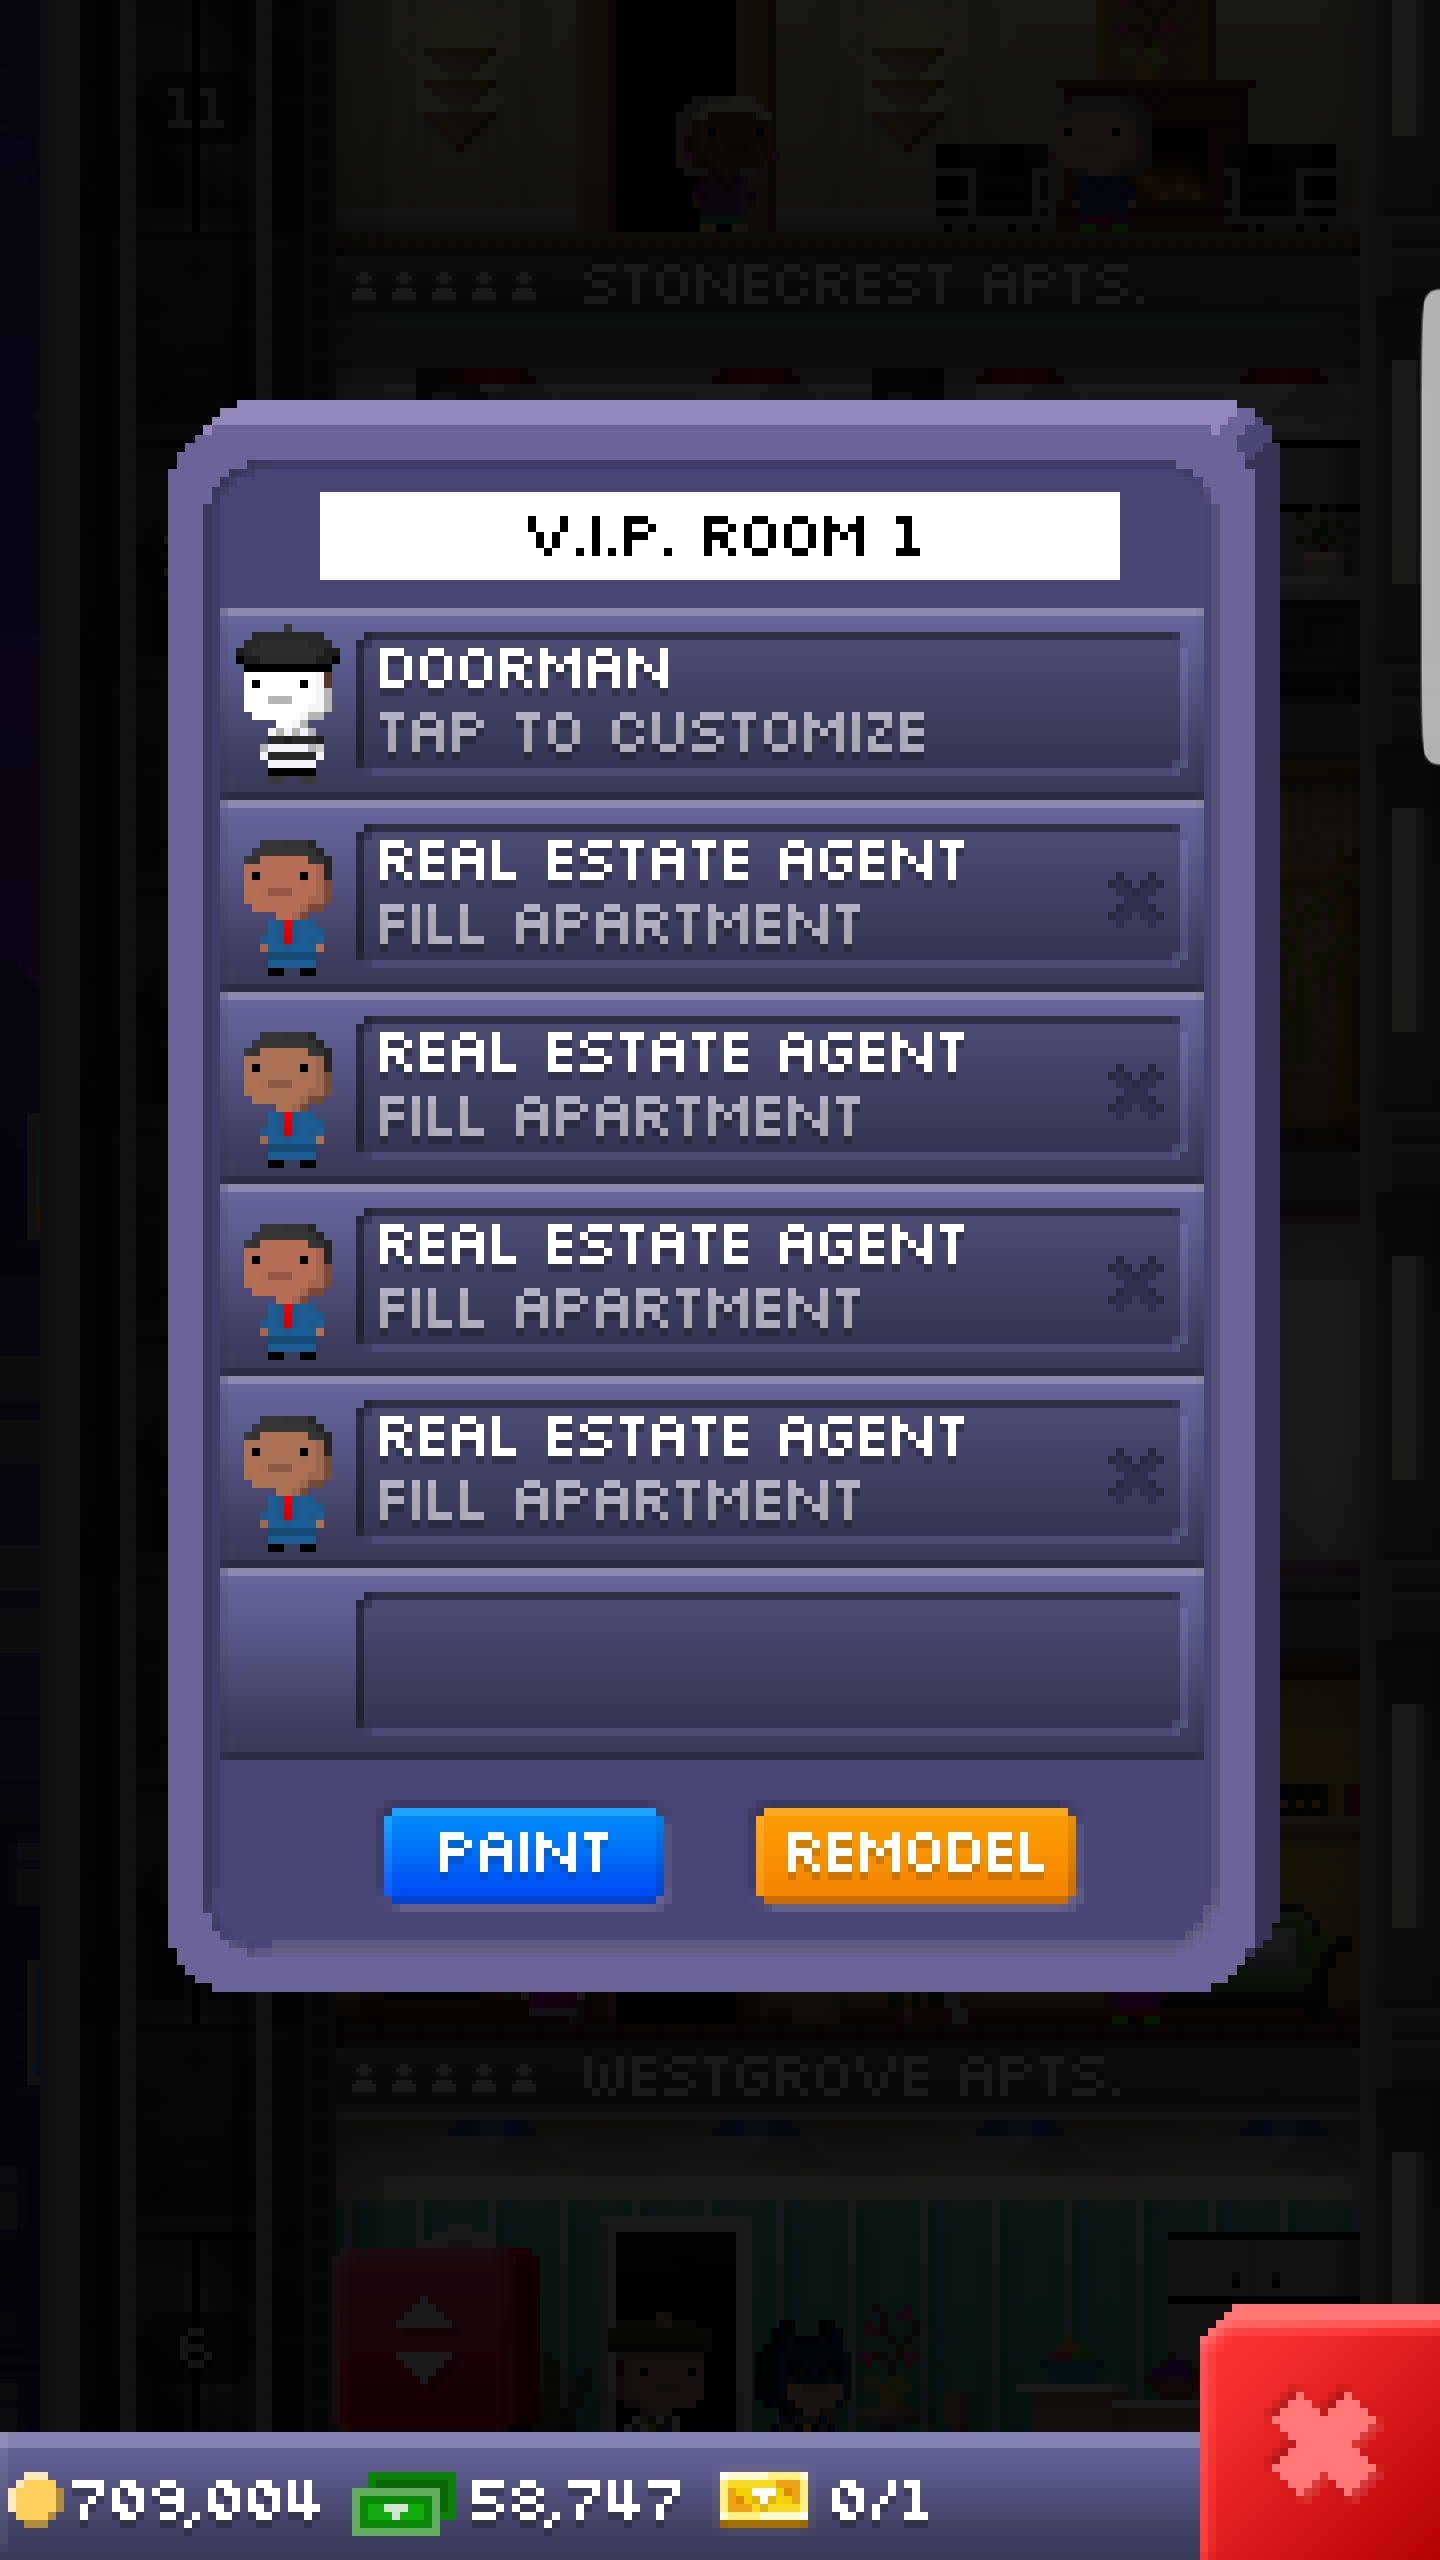 11
STONECREST APTS.
V.I.P. ROOM 1
DOORMAN
TAP TO CUSTOMIZE
REAL ESTATE AGENT
FILL APARTMENT
REAL ESTATE AGENT
FILL APARTMENT
REAL ESTATE AGENT
FILL APARTMENT
REAL ESTATE AGENT
FILL APARTMENT
PAINT REMODEL
WESTGROVE APTS.
6
709,004 58,747 0/1